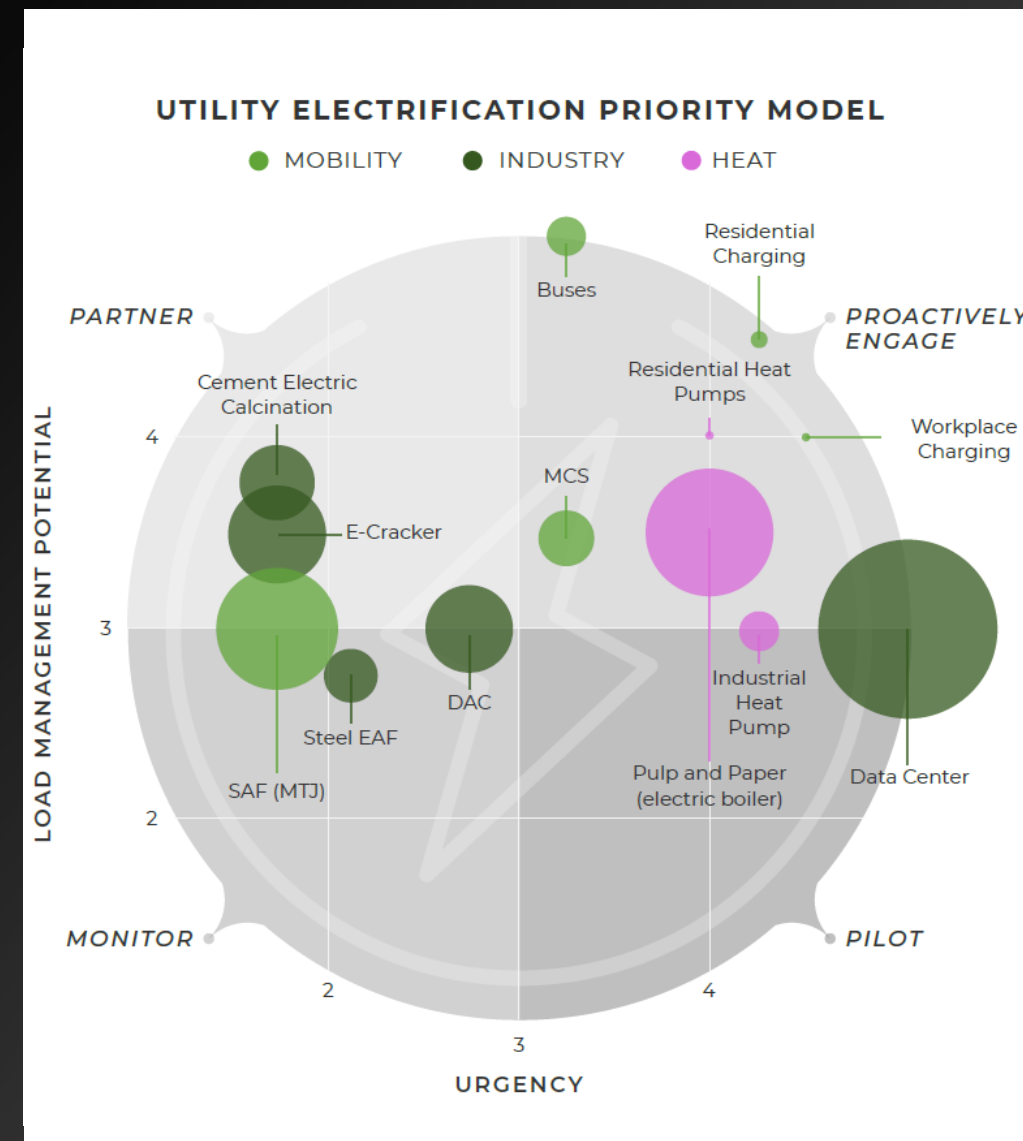 UTILITY ELECTRIFICATION PRIORITY MODEL
MOBILITY
INDUSTRY
HEAT
Residential
Charging
Buses
PARTNER
PROACTIVELY
ENGAGE
Residential Heat
Pumps
Cement Electric
Calcination
Workplace
Charging
4
MCS
E-Cracker
LOAD MANAGEMENT POTENTIAL
3
Industrial
Heat
Pump
DAC
Steel EAF
Pulp and Paper
(electric boiler)
Data Center
SAF (MTJ)
2
MONITOR
PILOT
2
4
3
URGENCY